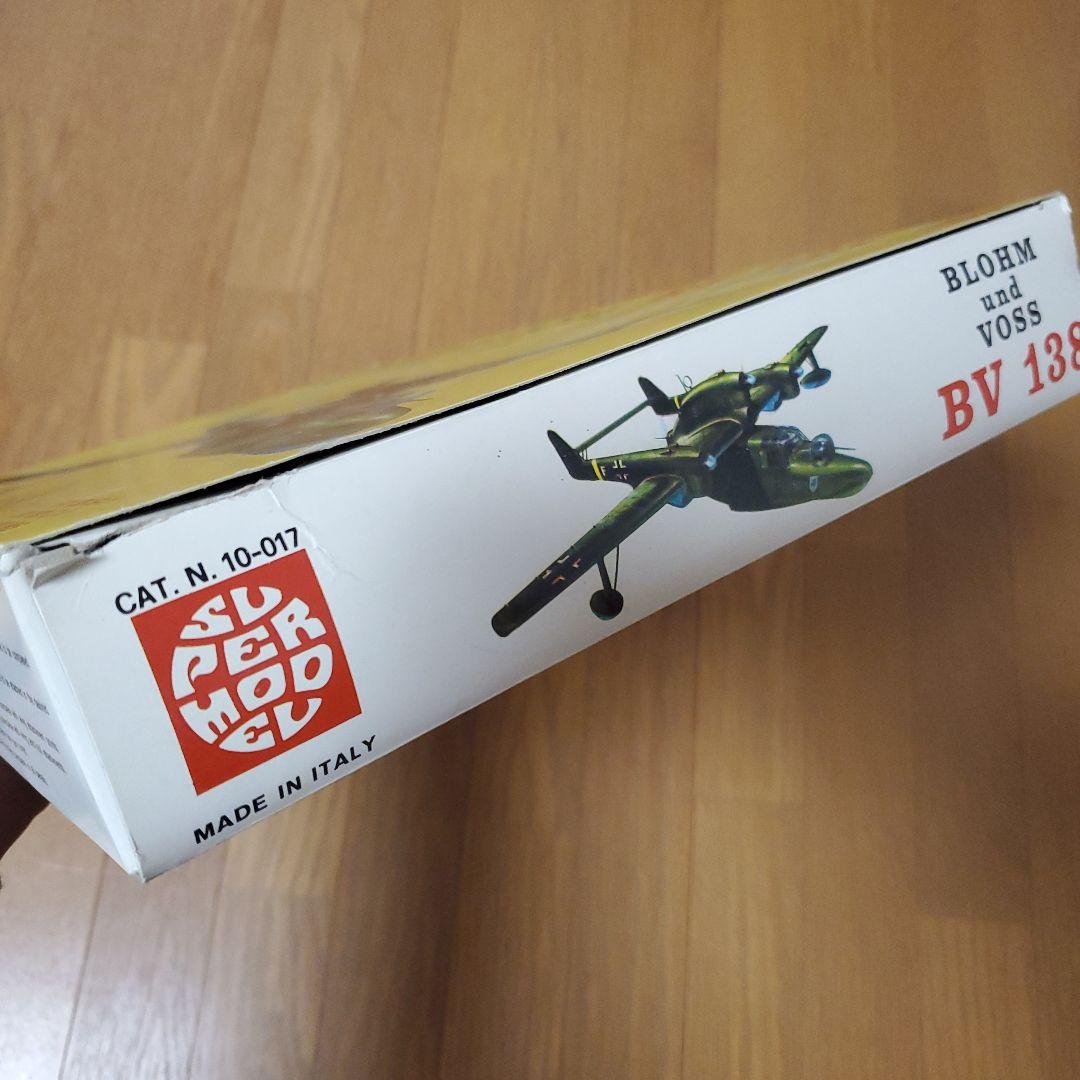 BLOHM
und
VOSS
BV 138
CAT. N. 10-017
SU
PER
MOD
EL
MADE IN ITALY